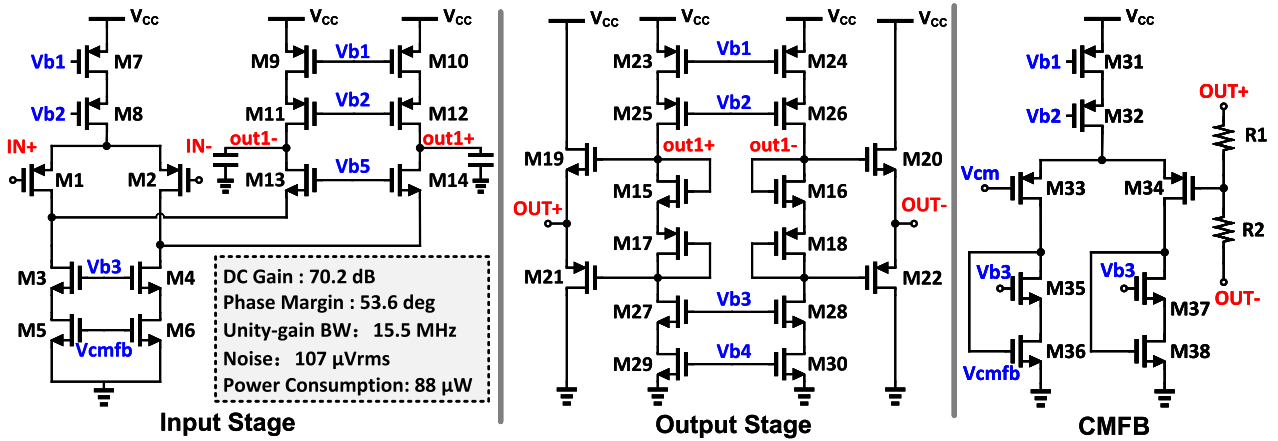 VCC VCC VCC
Vb1 M7 M9 Vb1 M10
Vb2 M8 M11 Vb2 M12
IN+ IN- out1- out1+
M1 M2 M13 Vb5 M14
M3 Vb3 M4
M5 M6
Vcmfb
DC Gain : 70.2 dB
Phase Margin : 53.6 deg
Unity-gain BW: 15.5 MHz
Noise: 107 μVrms
Power Consumption: 88 μW
Input Stage
VCC VCC VCC VCC
M23 Vb1 M24
M25 Vb2 M26
M19 out1+ out1- M20
M15 M16
OUT+ OUT-
M17 M18
M21 M22
M27 Vb3 M28
M29 Vb4 M30
Output Stage
VCC
Vb1 M31
Vb2 M32 OUT+
R1
Vcm M33 M34
R2
Vb3 M35 Vb3 M37 OUT-
Vcmfb M36 M38
CMFB